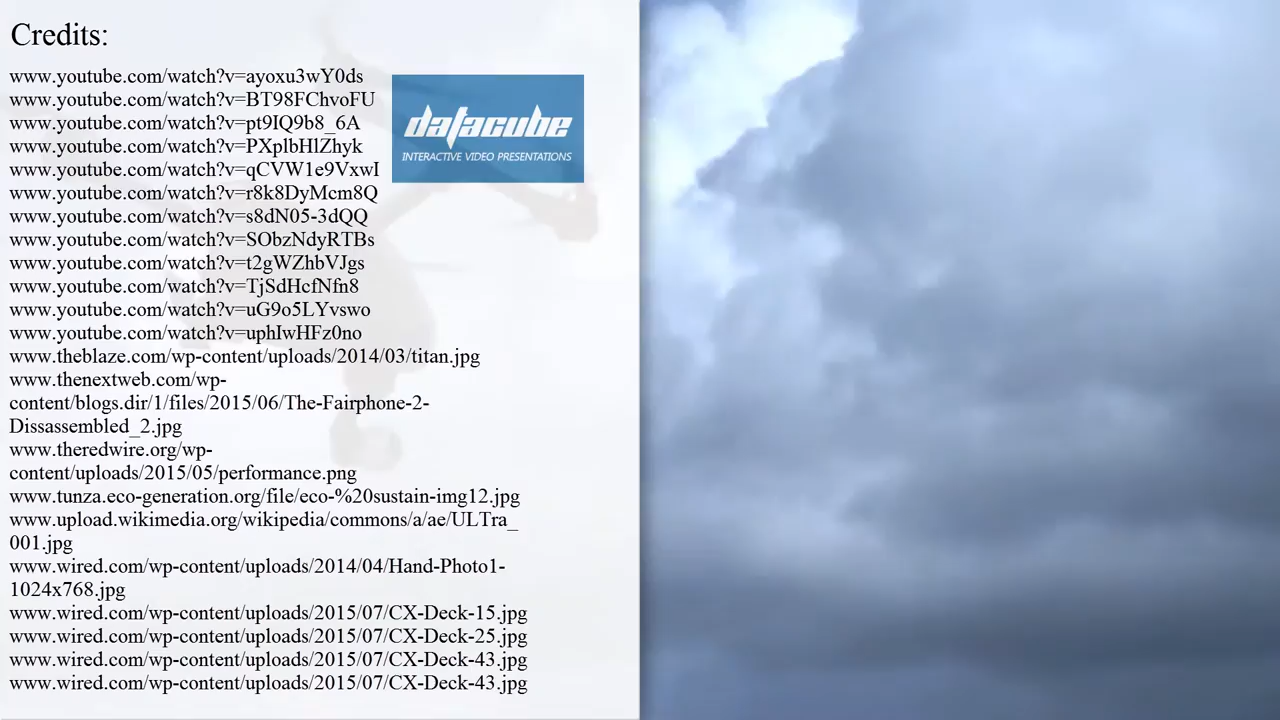 Credits:
www.youtube.com/watch?v=ayoxu3wY0ds
www.youtube.com/watch?v=BT98FChvoFU
www.youtube.com/watch?v=pt9IQ9b8_6A
www.youtube.com/watch?v=PXplbHlZhyk
www.youtube.com/watch?v=qCVW1e9VxwI
www.youtube.com/watch?v=r8k8DyMcm8Q
www.youtube.com/watch?v=s8dN05-3dQQ
www.youtube.com/watch?v=SObzNdyRTBs
www.youtube.com/watch?v=t2gWZhbVJgs
www.youtube.com/watch?v=TjSdHcfNfn8
www.youtube.com/watch?v=uG9o5LYvswo
www.youtube.com/watch?v=uphIwHFz0no
www.theblaze.com/wp-content/uploads/2014/03/titan.jpg
www.thenextweb.com/wp-
content/blogs.dir/1/files/2015/06/The-Fairphone-2-
Dissassembled_2.jpg
www.theredwire.org/wp-
content/uploads/2015/05/performance.png
www.tunza.eco-generation.org/file/eco-%20sustain-img12.jpg
www.upload.wikimedia.org/wikipedia/commons/a/ae/ULTra_
001.jpg
www.wired.com/wp-content/uploads/2014/04/Hand-Photo1-
1024x768.jpg
www.wired.com/wp-content/uploads/2015/07/CX-Deck-15.jpg
www.wired.com/wp-content/uploads/2015/07/CX-Deck-25.jpg
www.wired.com/wp-content/uploads/2015/07/CX-Deck-43.jpg
www.wired.com/wp-content/uploads/2015/07/CX-Deck-43.jpg
datacube
INTERACTIVE VIDEO PRESENTATIONS